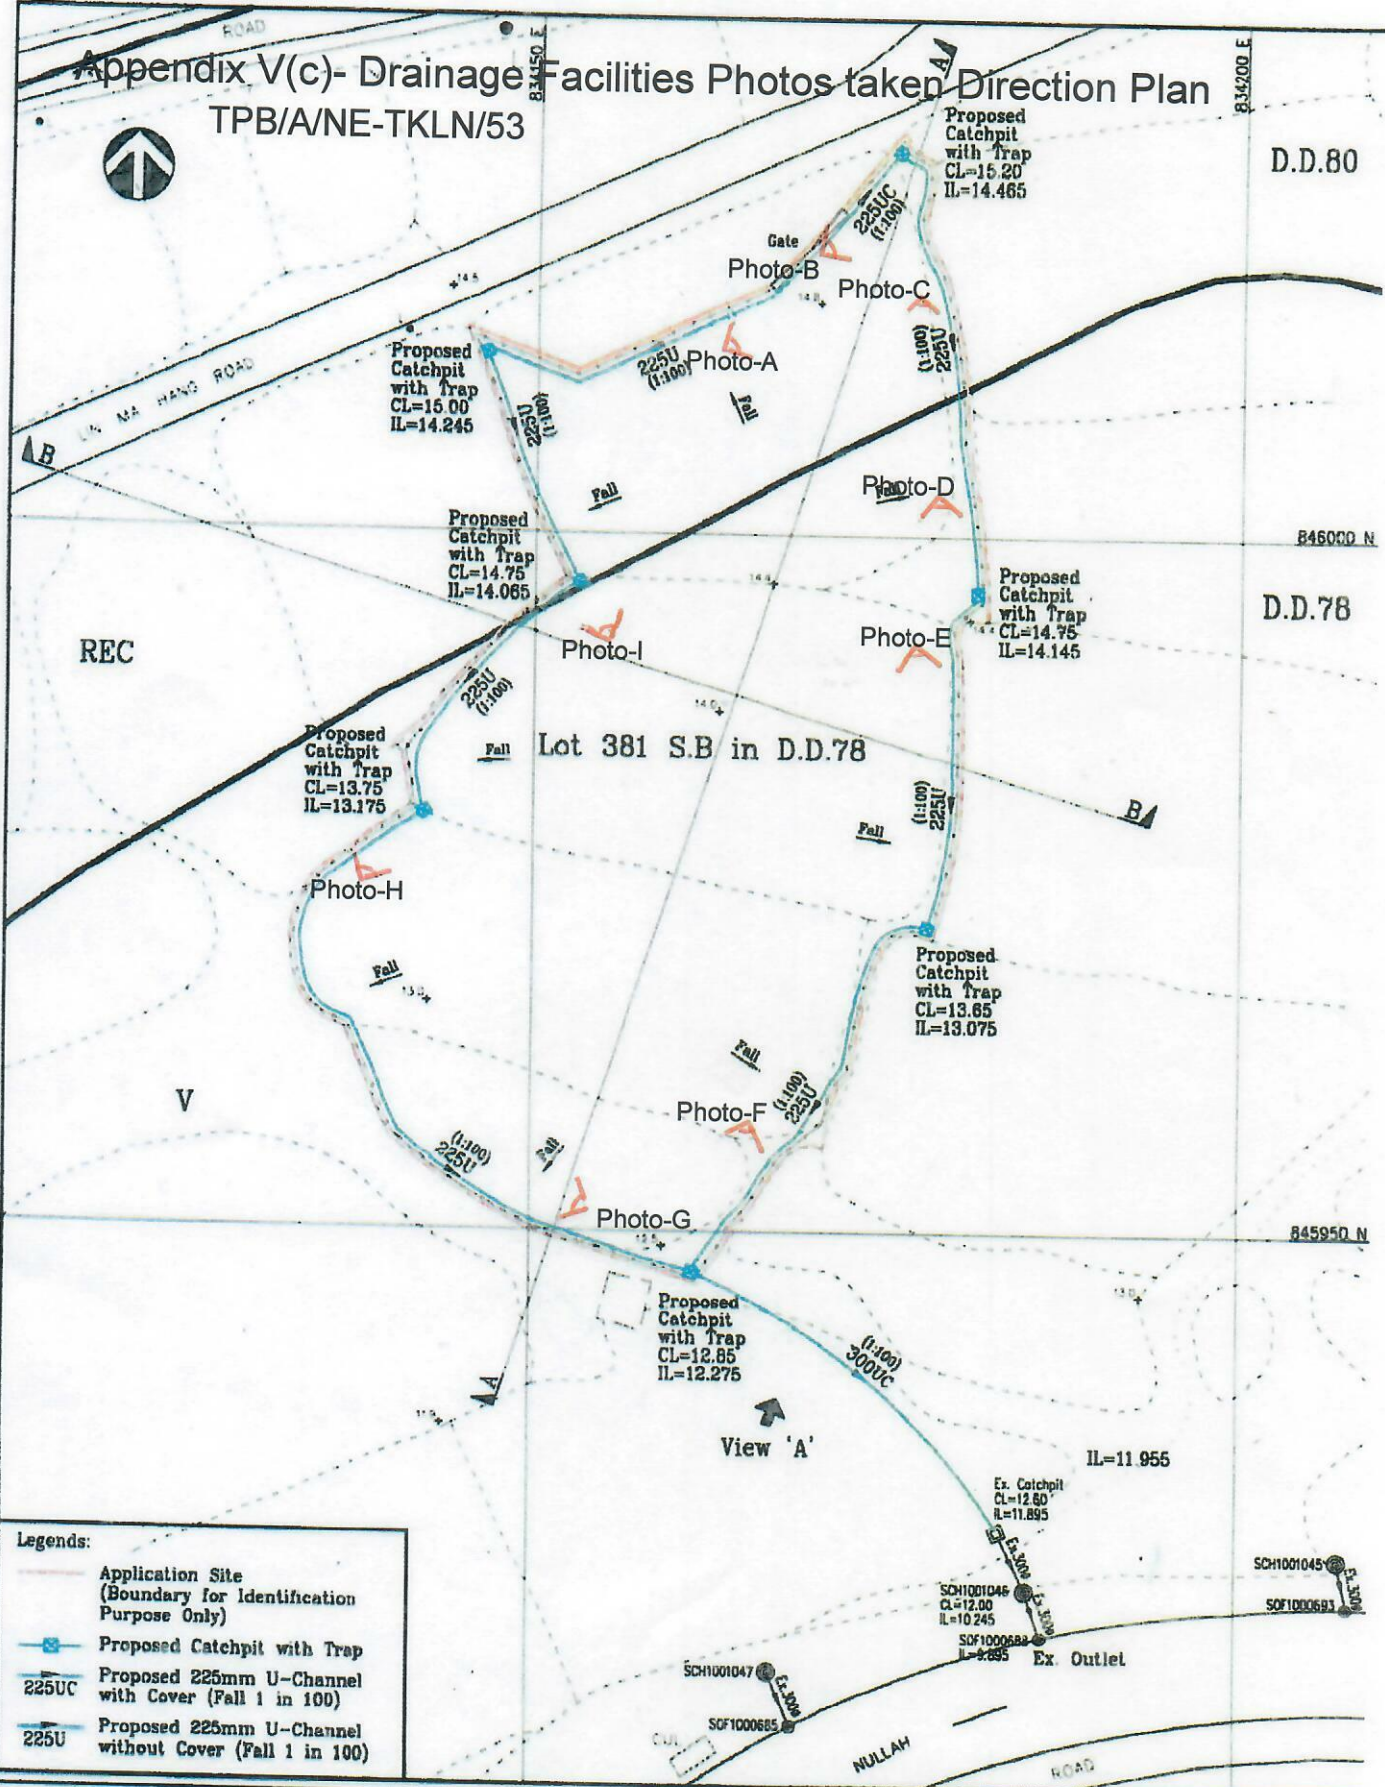 ROAD
Appendix V(c)- Drainage Facilities Photos taken Direction Plan
TPB/A/NE-TKLN/53
834150 E
834200 E
A
Proposed
Catchpit
with Trap
CL=15.20
IL=14.465
D.D.80
225UC
(1:100)
Gate
Photo-B
Photo-C
14.4
Photo-A
225U
(1:100)
(1:100)
225U
Proposed
Catchpit
with Trap
CL=15.00
IL=14.245
LIN MA HANG ROAD
225U
(1:100)
Fall
B
Fall
Photo-D
Fall
846000 N
Proposed
Catchpit
with Trap
CL=14.75
IL=14.065
Proposed
Catchpit
with Trap
CL=14.75
IL=14.145
D.D.78
REC
Photo-I
Photo-E
225U
(1:100)
Proposed
Catchpit
with Trap
CL=13.75
IL=13.175
Fall
Lot 381 S.B in D.D.78
(1:100)
225U
B
Fall
Photo-H
Proposed
Catchpit
with Trap
CL=13.65
IL=13.075
Fall
Fall
V
Photo-F
(1:100)
225U
(1:100)
225U
Fall
Photo-G
845950 N
Proposed
Catchpit
with Trap
CL=12.85
IL=12.275
(1:100)
300UC
A
View 'A'
IL=11.955
Ex. Catchpit
CL=12.60
IL=11.895
Ex.300φ
SCH1001046
CL=12.00
IL=10.245
Ex.300φ
SCH1001045
Ex.300φ
SOF1000693
SOF1000688
IL=9.895
Ex. Outlet
SCH1001047
Ex.300φ
SOF1000685
NULLAH
ROAD
Legends:
Application Site
(Boundary for Identification
Purpose Only)
Proposed Catchpit with Trap
225UC
Proposed 225mm U-Channel
with Cover (Fall 1 in 100)
225U
Proposed 225mm U-Channel
without Cover (Fall 1 in 100)